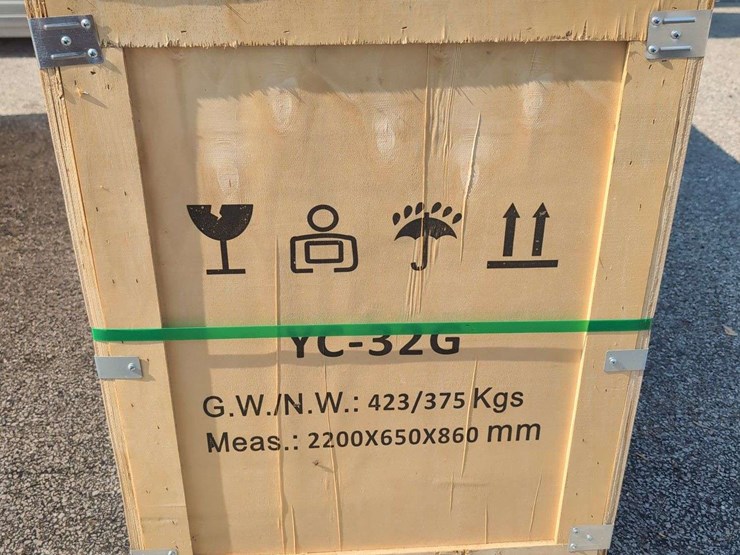 YC-32G
G.W./N.W.: 423/375 Kgs
Meas.: 2200X650X860 mm